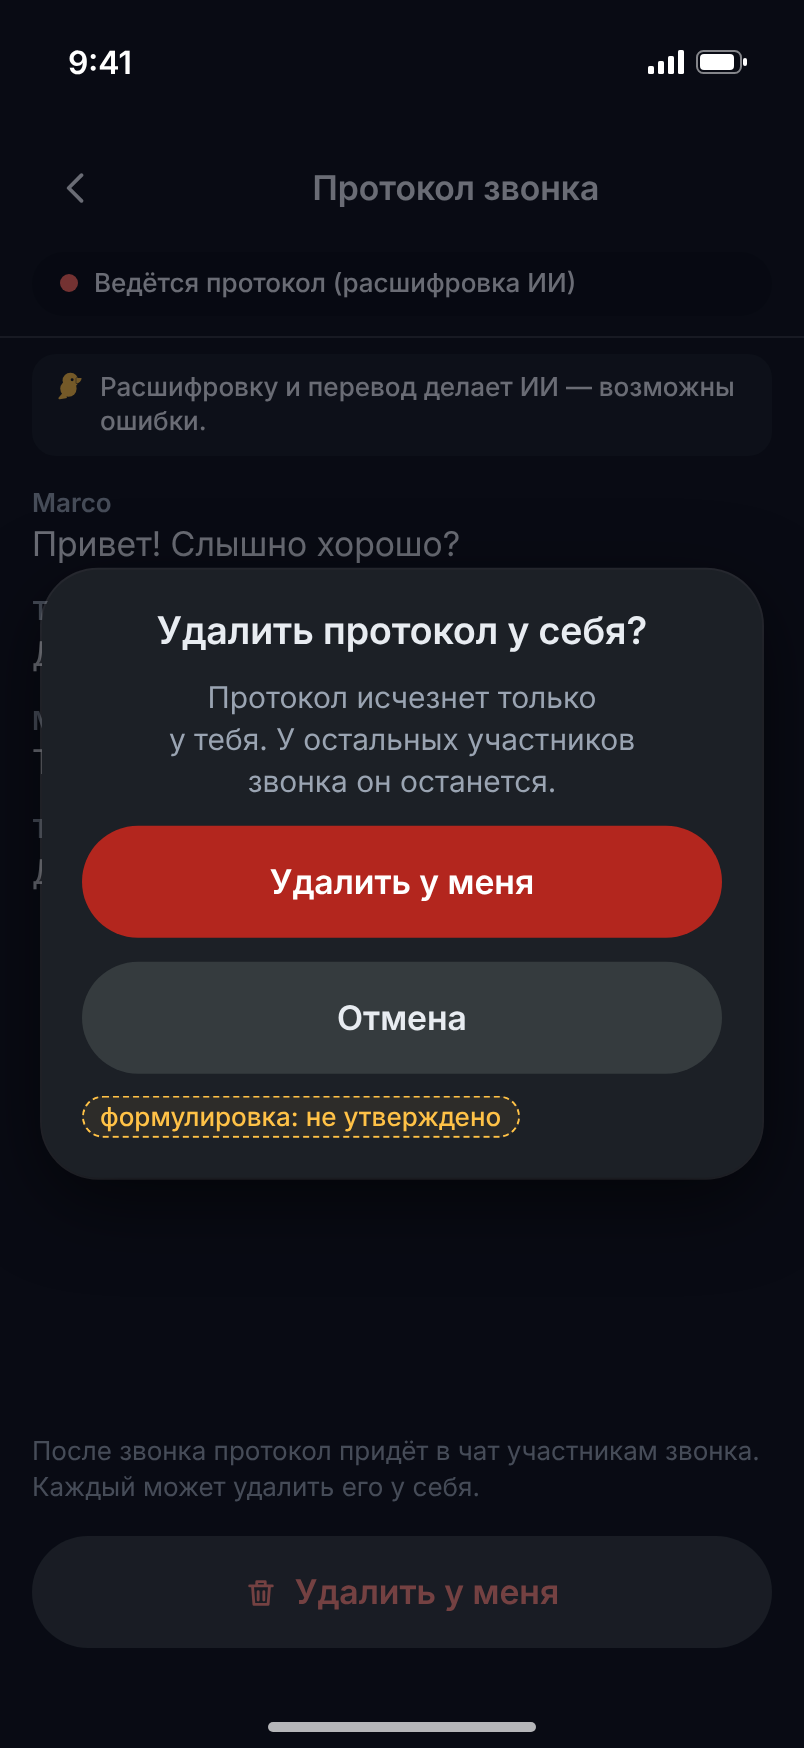 9:41
Протокол звонка
Ведётся протокол (расшифровка ИИ)
Расшифровку и перевод делает ИИ — возможны
ошибки.
Marco
Привет! Слышно хорошо?
Удалить протокол у себя?
Протокол исчезнет только
у тебя. У остальных участников
звонка он останется.
Удалить у меня
Отмена
формулировка: не утверждено
После звонка протокол придёт в чат участникам звонка.
Каждый может удалить его у себя.
Удалить у меня